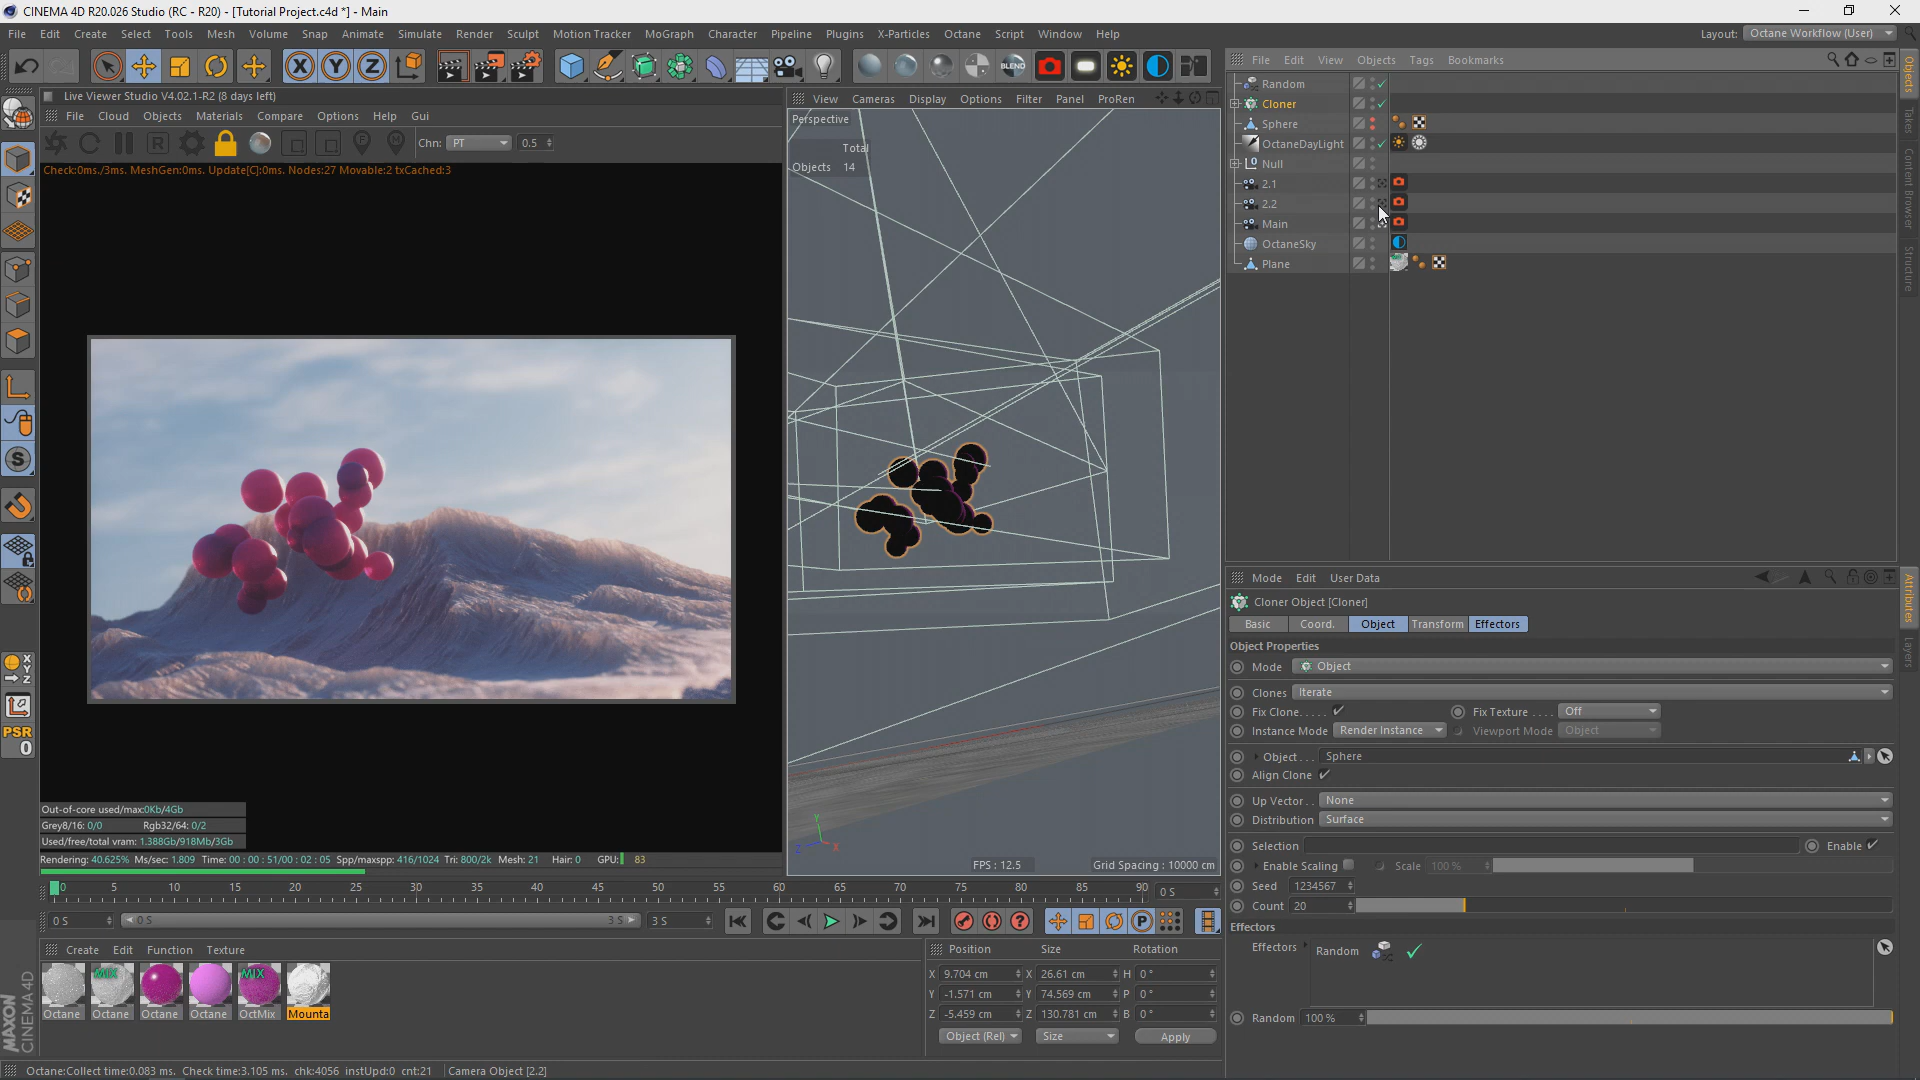 CINEMA 4D R20.026 Studio (RC - R20) - [Tutorial Project.c4d *] - Main
File Edit Create Select Tools Mesh Volume Snap Animate Simulate Render Sculpt Motion Tracker MoGraph Character Pipeline Plugins X-Particles Octane Script Window Help
Layout: Octane Workflow (User)
X Y Z
BLEND
Live Viewer Studio V4.02.1-R2 (8 days left)
File Cloud Objects Materials Compare Options Help Gui
R P M Chn: PT 0.5
Check:0ms./3ms. MeshGen:0ms. Update[C]:0ms. Nodes:27 Movable:2 txCached:3
View Cameras Display Options Filter Panel ProRen
Perspective
Total
Objects 14
Y
Z X
FPS : 12.5 Grid Spacing : 10000 cm
File Edit View Objects Tags Bookmarks
Random
Cloner
Sphere
OctaneDayLight
Null
2.1
2.2
Main
OctaneSky
Plane
Objects
Takes
Content Browser
Structure
Attributes
Layers
Mode Edit User Data
Cloner Object [Cloner]
Basic Coord. Object Transform Effectors
Object Properties
Mode Object
Clones Iterate
Fix Clone..... Fix Texture .... Off
Instance Mode Render Instance Viewport Mode Object
Object... Sphere
Align Clone
Up Vector.. None
Distribution Surface
Selection Enable
Enable Scaling Scale 100 %
Seed 1234567
Count 20
Effectors
Effectors Random
Random 100 %
S
X Y Z
PSR
0
Out-of-core used/max:0Kb/4Gb
Grey8/16: 0/0 Rgb32/64: 0/2
Used/free/total vram: 1.388Gb/918Mb/3Gb
Rendering: 40.625% Ms/sec: 1.809 Time: 00 : 00 : 51/00 : 02 : 05 Spp/maxspp: 416/1024 Tri: 800/2k Mesh: 21 Hair: 0 GPU: 83
0 5 10 15 20 25 30 35 40 45 50 55 60 65 70 75 80 85 90 0 S
0 S 0 S 3 S 3 S
P
Create Edit Function Texture
MIX MIX
Octane Octane Octane Octane OctMix Mounta
Position Size Rotation
X 9.704 cm X 26.61 cm H 0 °
Y -1.571 cm Y 74.569 cm P 0 °
Z -5.459 cm Z 130.781 cm B 0 °
Object (Rel) Size Apply
MAXON
CINEMA 4D
Octane:Collect time:0.083 ms. Check time:3.105 ms. chk:4056 instUpd:0 cnt:21 Camera Object [2.2]